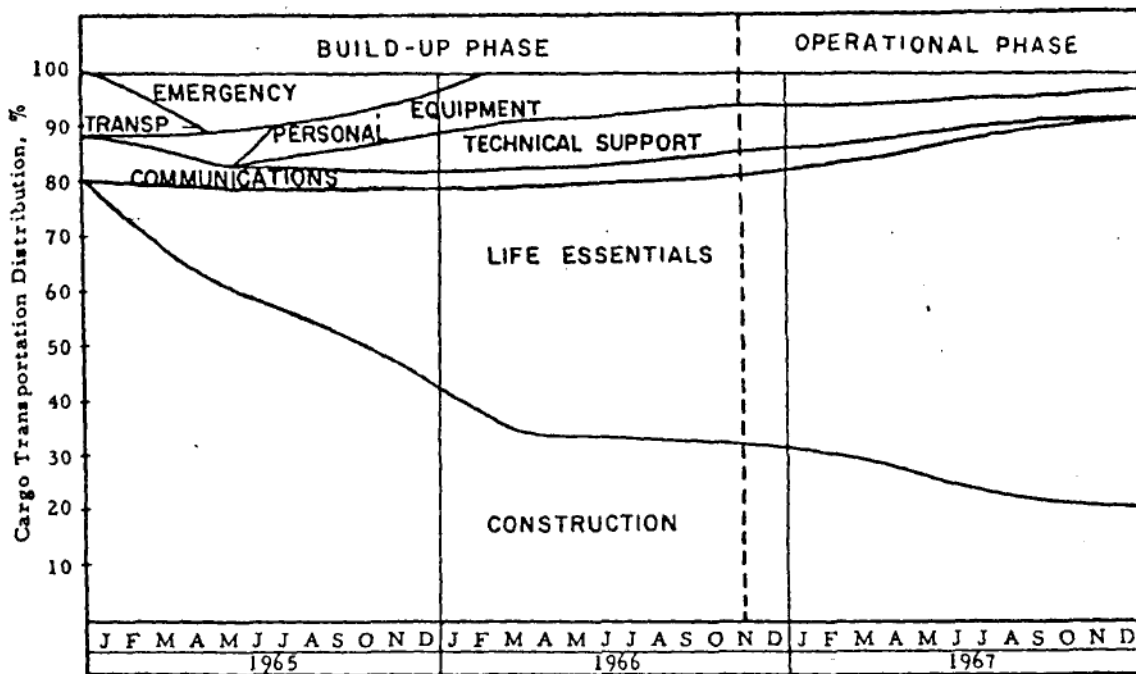 BUILD-UP PHASE
OPERATIONAL PHASE
Cargo Transportation Distribution, %
100
90
80
70
60
50
40
30
20
10
EMERGENCY
TRANSP
PERSONAL
EQUIPMENT
TECHNICAL SUPPORT
COMMUNICATIONS
LIFE ESSENTIALS
CONSTRUCTION
J F M A M J J A S O N D J F M A M J J A S O N D J F M A M J J A S O N D
1965 1966 1967